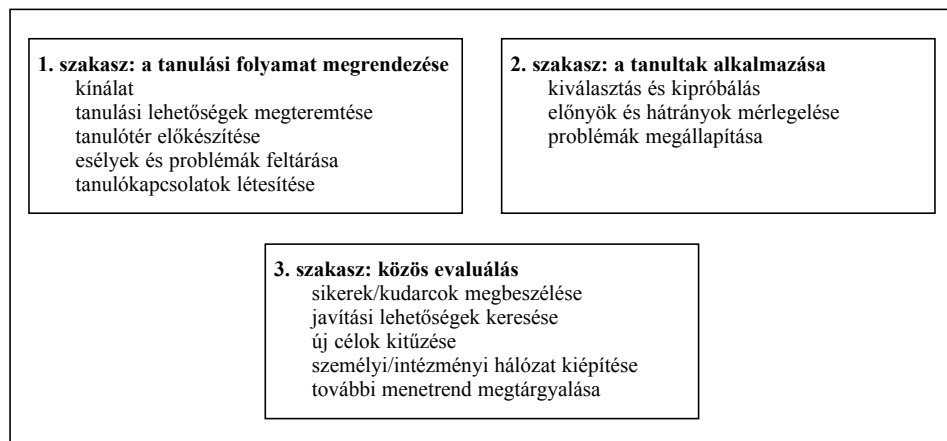 1. szakasz: a tanulási folyamat megrendezése
kínálat
tanulási lehetőségek megteremtése
tanulótér előkészítése
esélyek és problémák feltárása
tanulókapcsolatok létesítése
2. szakasz: a tanultak alkalmazása
kiválasztás és kipróbálás
előnyök és hátrányok mérlegelése
problémák megállapítása
3. szakasz: közös evaluálás
sikerek/kudarcok megbeszélése
javítási lehetőségek keresése
új célok kitűzése
személyi/intézményi hálózat kiépítése
további menetrend megtárgyalása